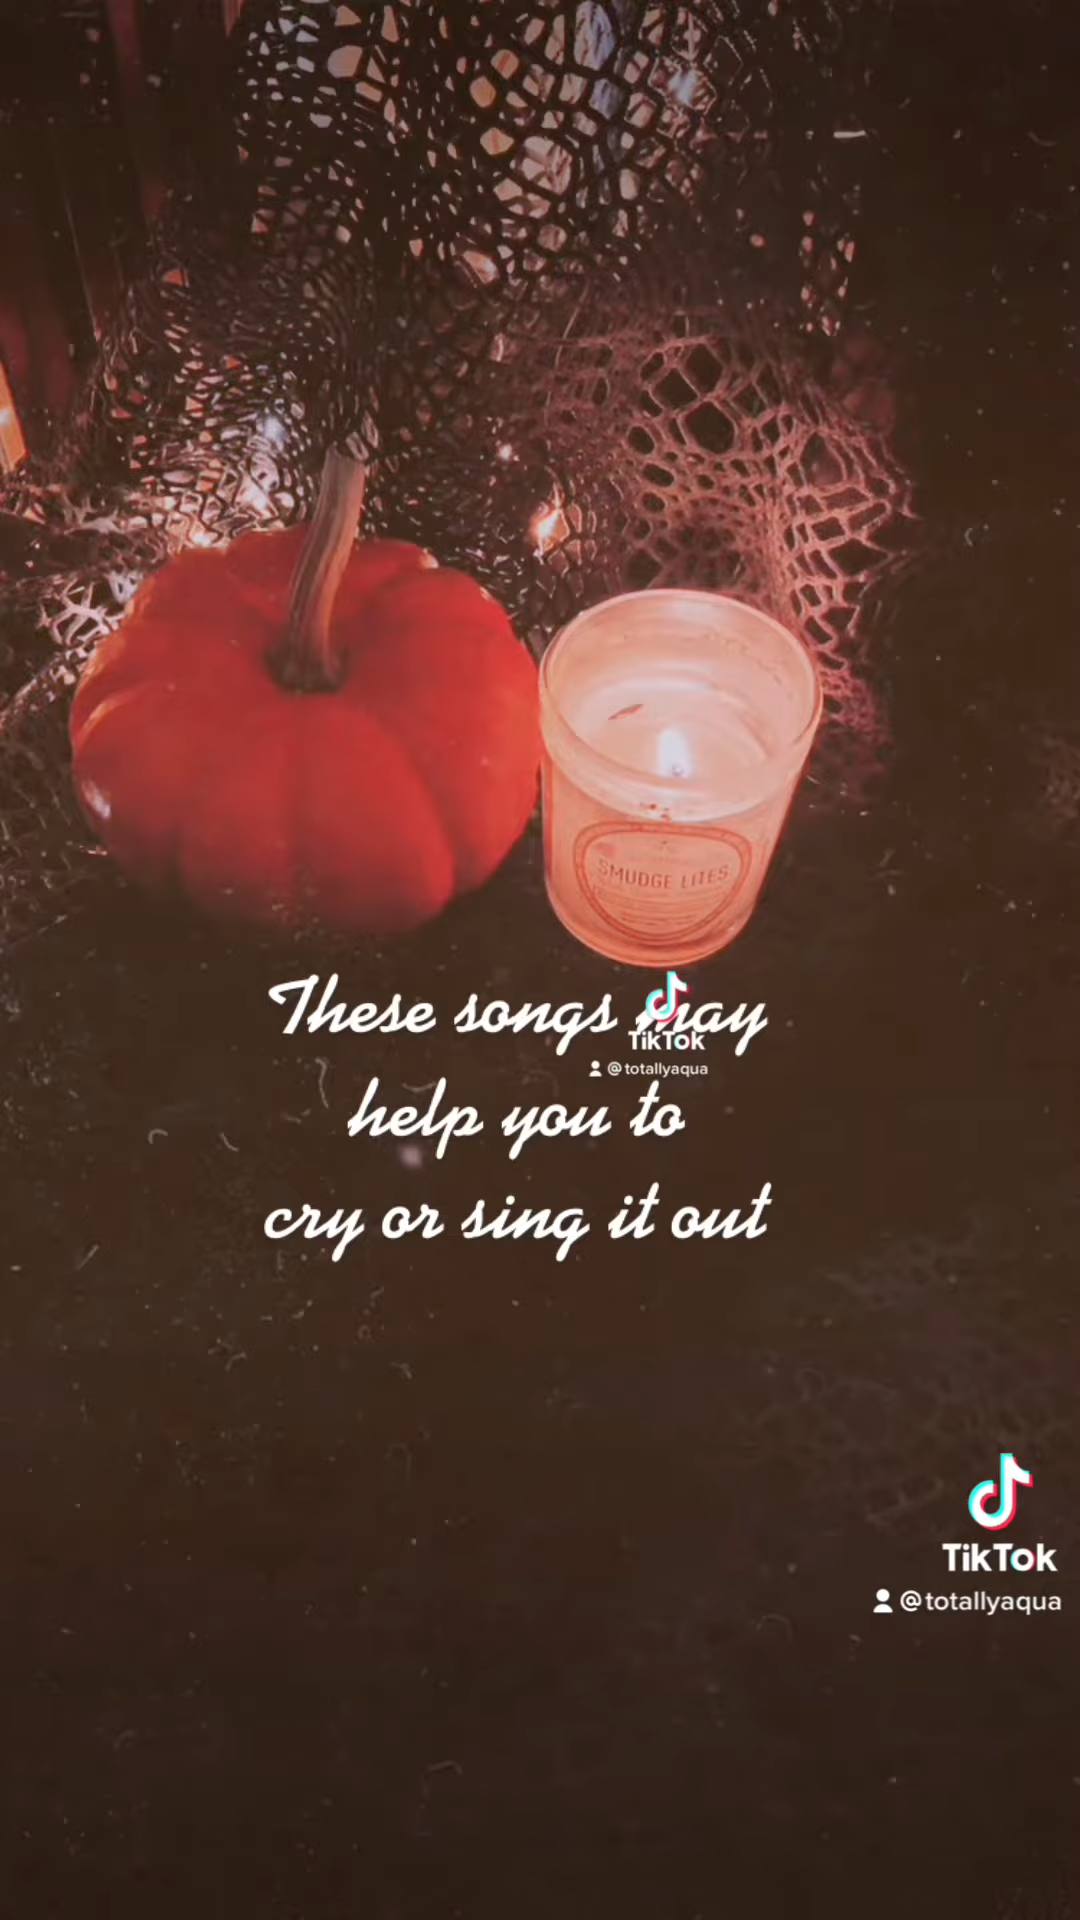 SMUDGE LITES
These songs may
TikTok
@totallyaqua
help you to
cry or sing it out
TikTok
@totallyaqua